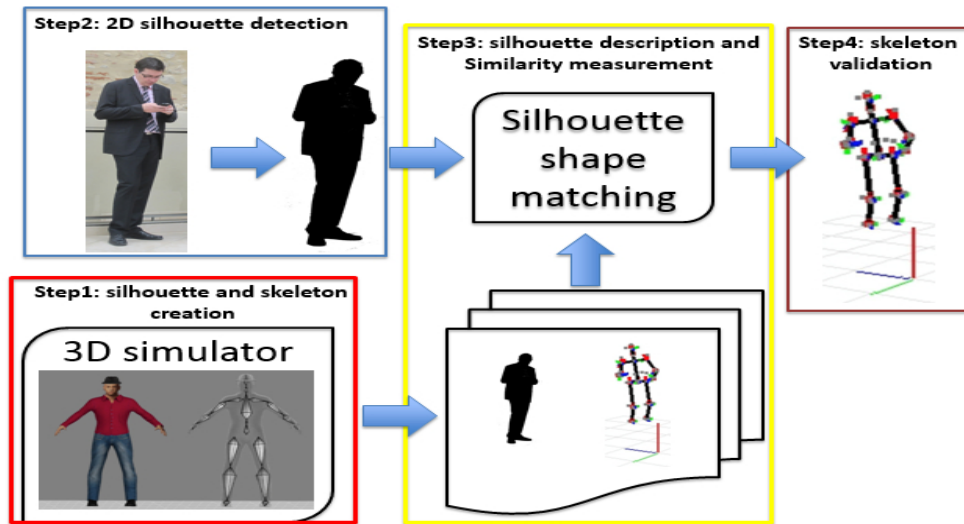 Step2: 2D silhouette detection
Step3: silhouette description and
Similarity measurement
Silhouette
shape
matching
Step4: skeleton
validation
Step1: silhouette and skeleton
creation
3D simulator